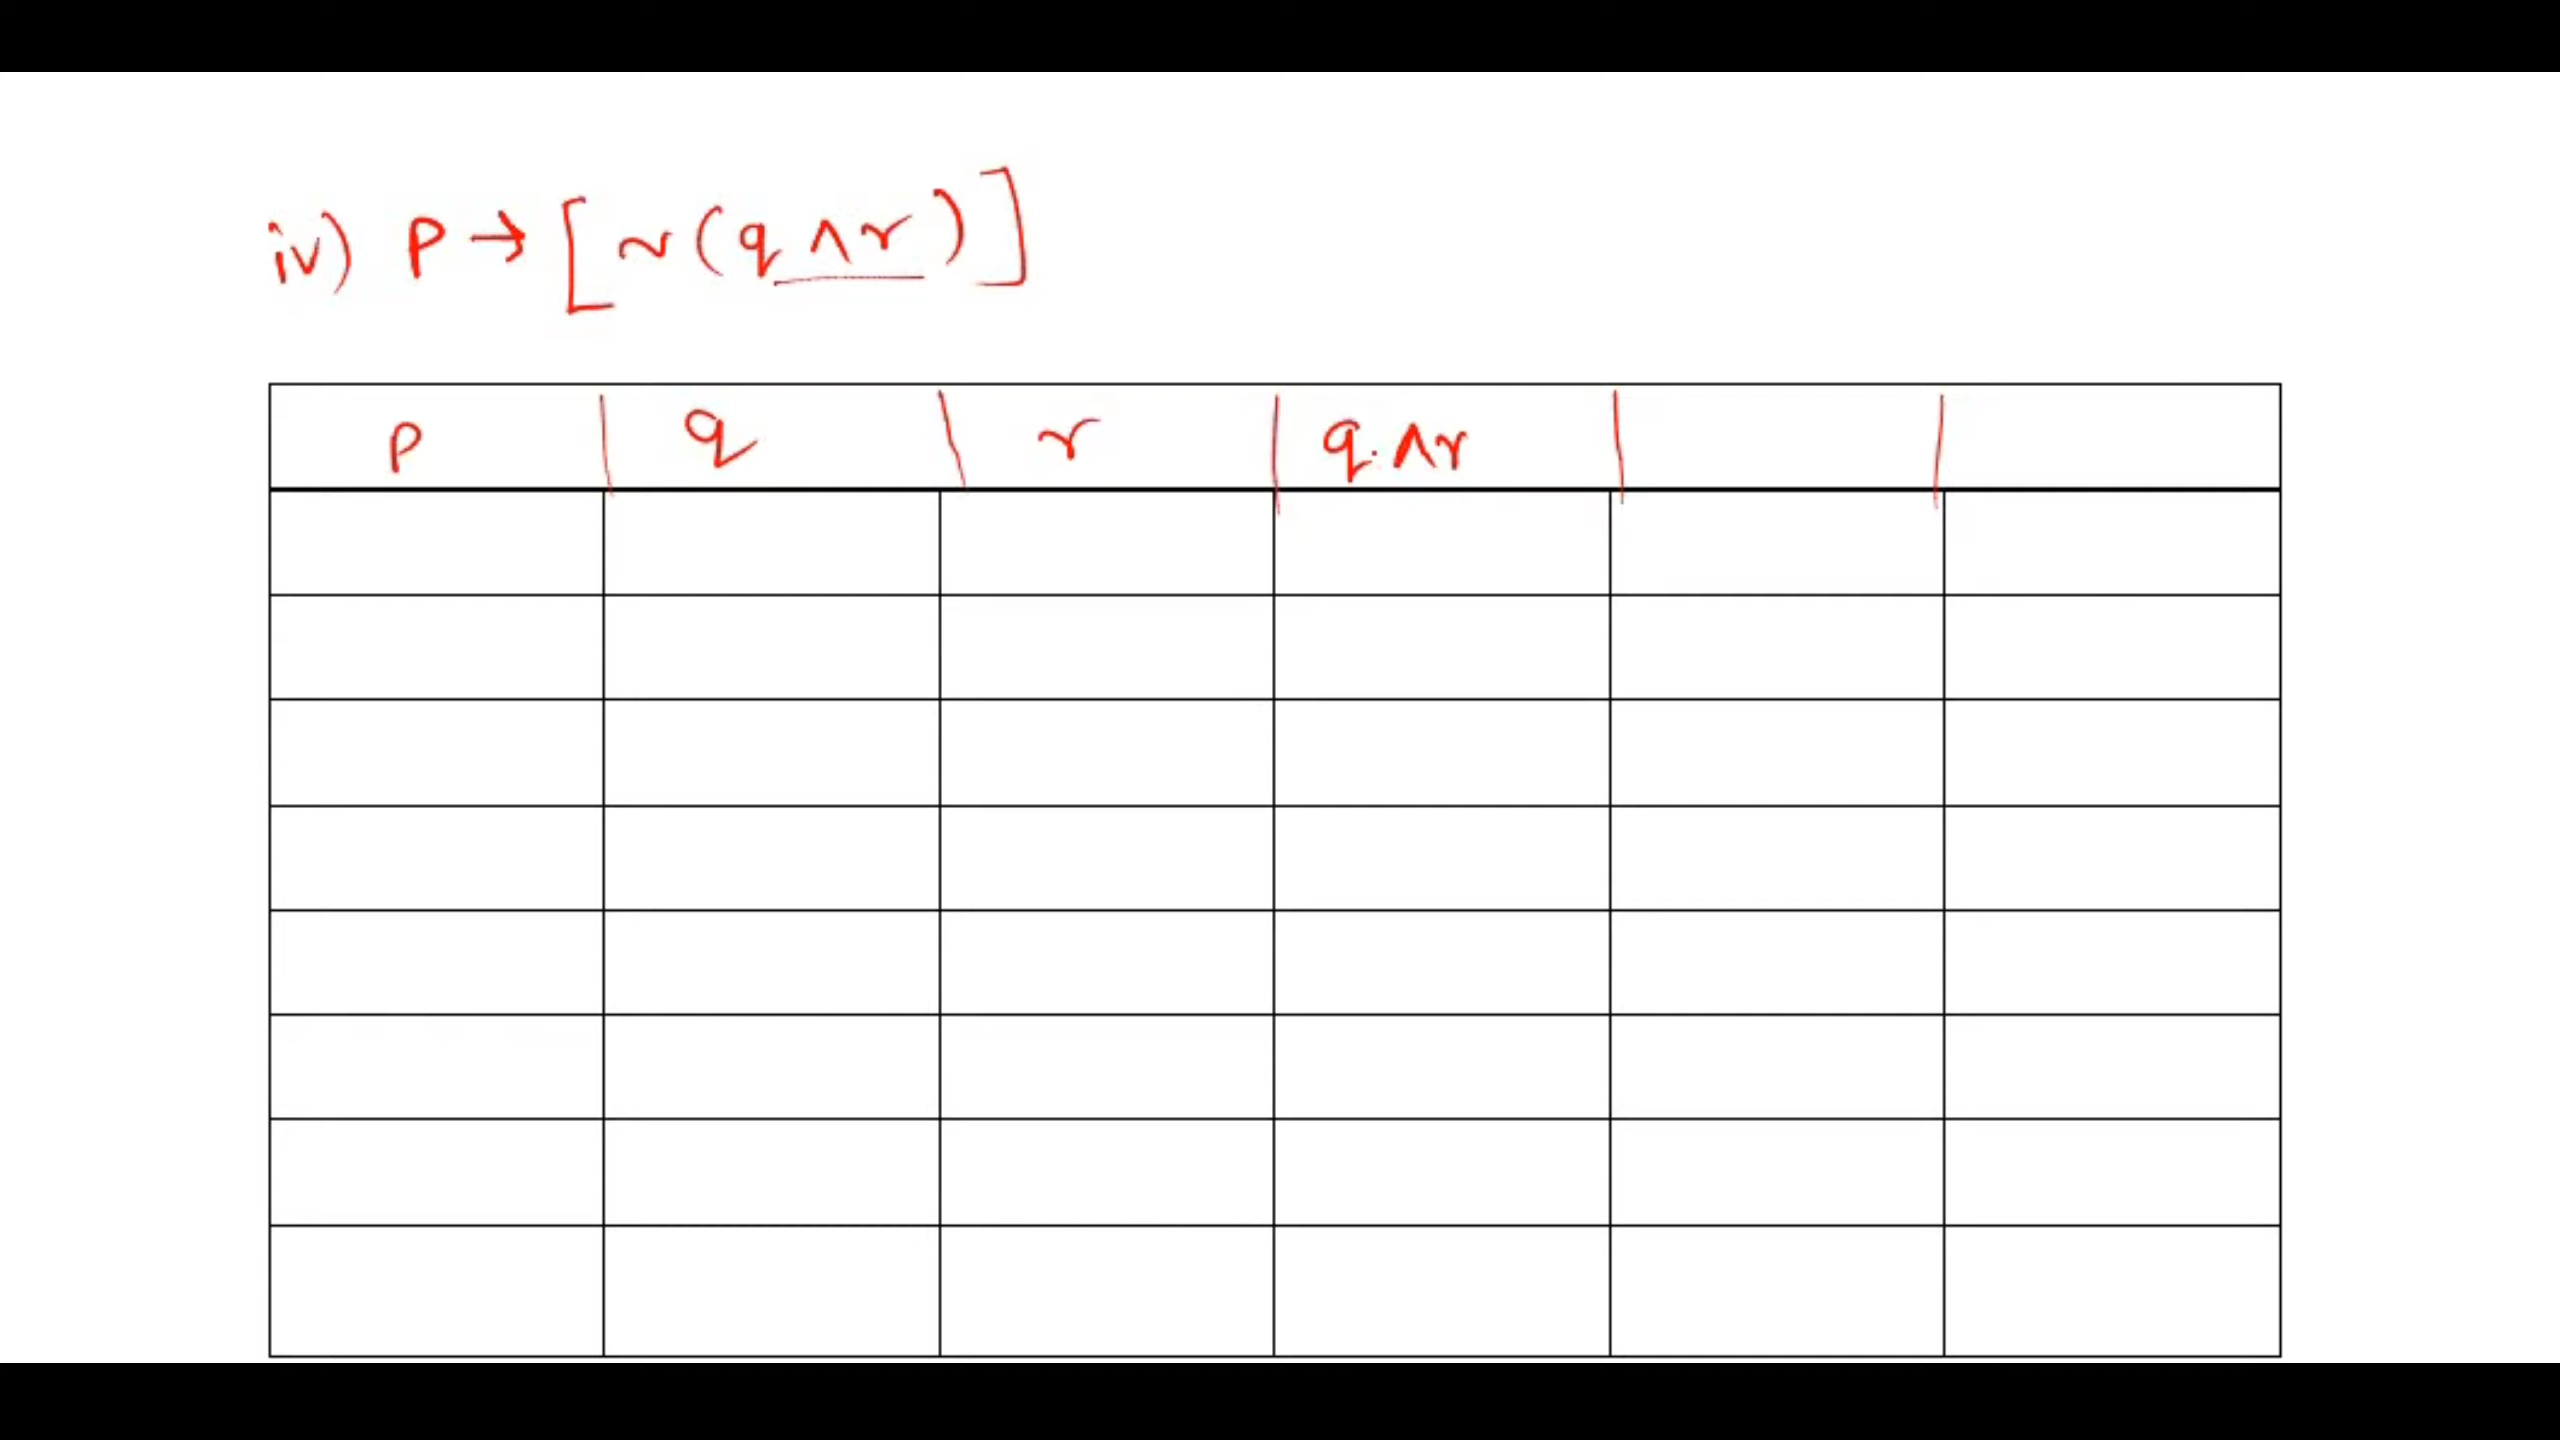 iv) p → [~(q ∧ r)]
p q r q ∧ r